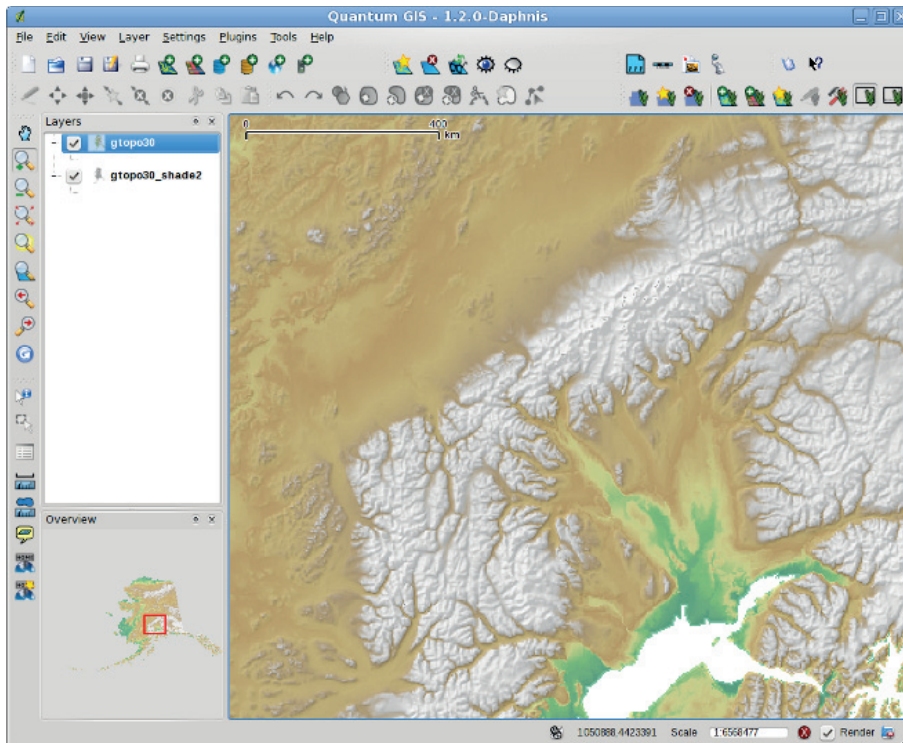 Quantum GIS - 1.2.0-Daphnis
File Edit View Layer Settings Plugins Tools Help
Layers
gtopo30
gtopo30_shade2
0 400
km
Overview
1050888,4423391 Scale 1:6568477 Render